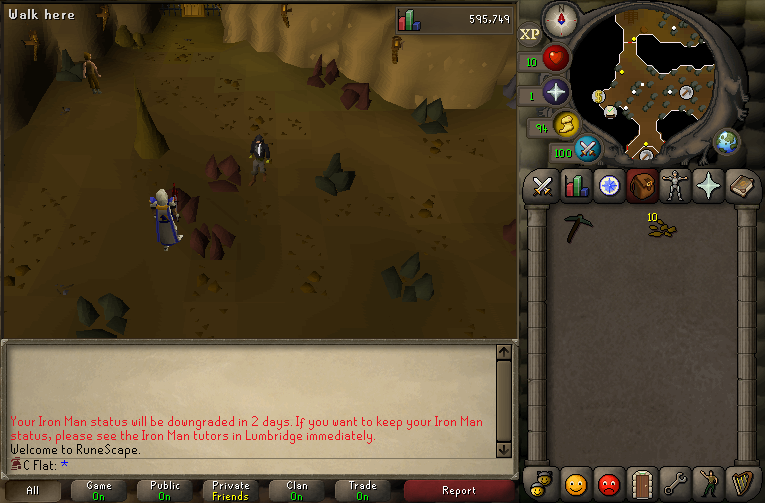 Walk here
595,749
N
XP
10
1
94
100
10
Your Iron Man status will be downgraded in 2 days. If you want to keep your Iron Man
status, please see the Iron Man tutors in Lumbridge immediately.
Welcome to RuneScape.
C Flat: *
All
Game
On
Public
On
Private
Friends
Clan
On
Trade
On
Report